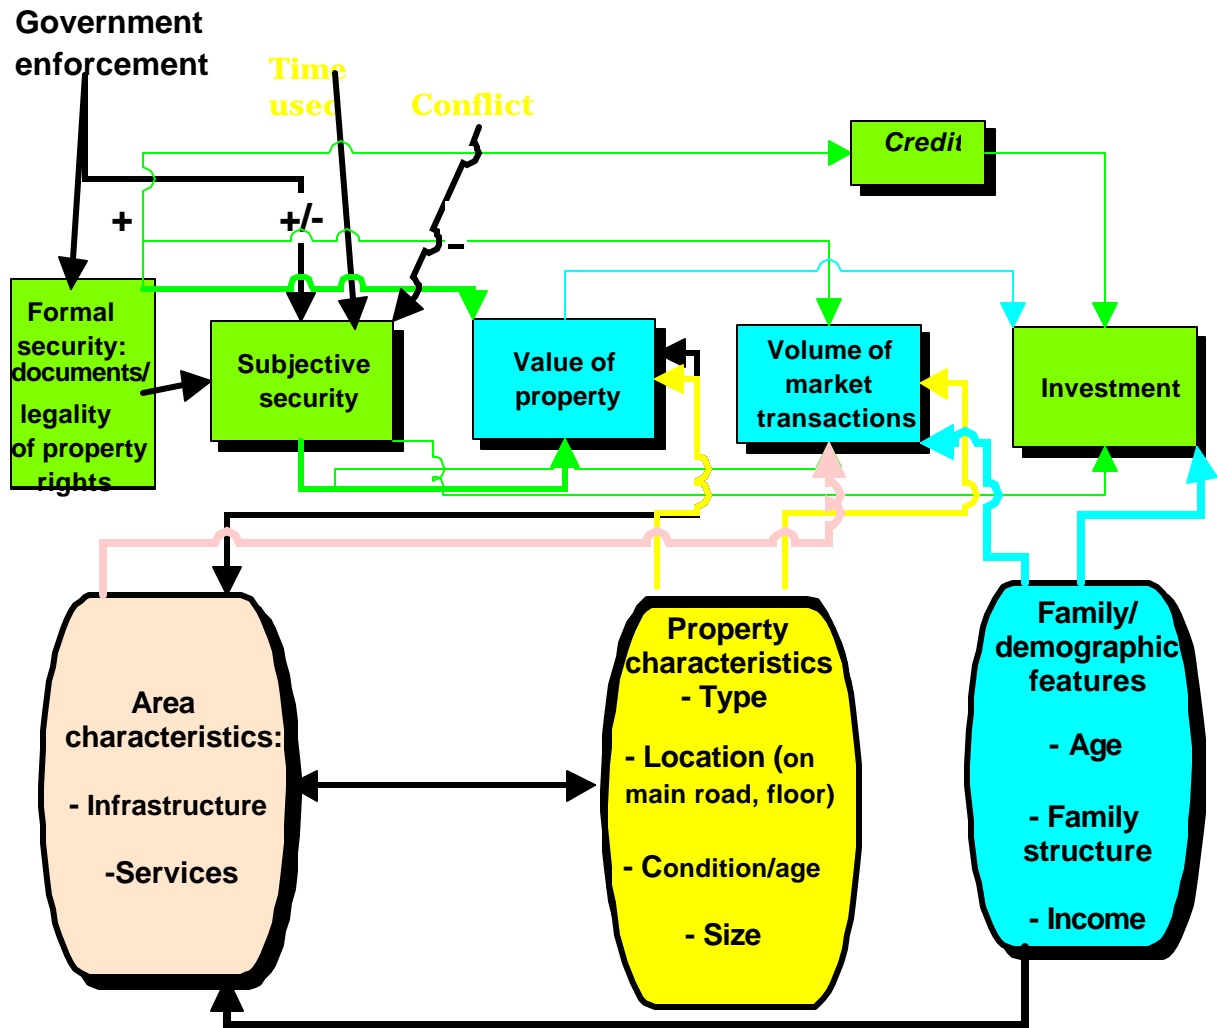 Government
enforcement
Time
used
Conflict
Credit
+
+/-
–
Formal
security:
documents/
legality
of property
rights
Subjective
security
Value of
property
Volume of
market
transactions
Investment
Area
characteristics:
- Infrastructure
-Services
Property
characteristics
- Type
- Location (on
main road, floor)
- Condition/age
- Size
Family/
demographic
features
- Age
- Family
structure
- Income